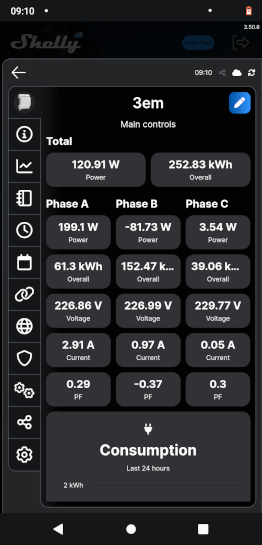 09:10
3.50.8
Shelly
09:10
3em
Main controls
Total
120.91 W
Power
252.83 kWh
Overall
Phase A
Phase B
Phase C
199.1 W
Power
-81.73 W
Power
3.54 W
Power
61.3 kWh
Overall
152.47 k...
Overall
39.06 k...
Overall
226.86 V
Voltage
226.99 V
Voltage
229.77 V
Voltage
2.91 A
Current
0.97 A
Current
0.05 A
Current
0.29
PF
-0.37
PF
0.3
PF
Consumption
Last 24 hours
2 kWh